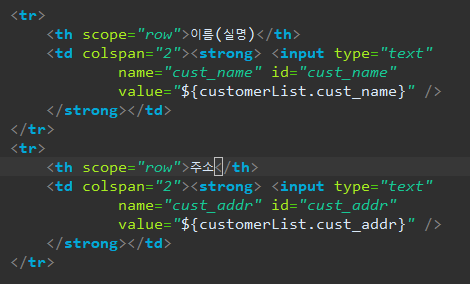 <tr>
<th scope="row">이름(실명)</th>
<td colspan="2"><strong> <input type="text"
name="cust_name" id="cust_name"
value="${customerList.cust_name}" />
</strong></td>
</tr>
<tr>
<th scope="row">주소</th>
<td colspan="2"><strong> <input type="text"
name="cust_addr" id="cust_addr"
value="${customerList.cust_addr}" />
</strong></td>
</tr>